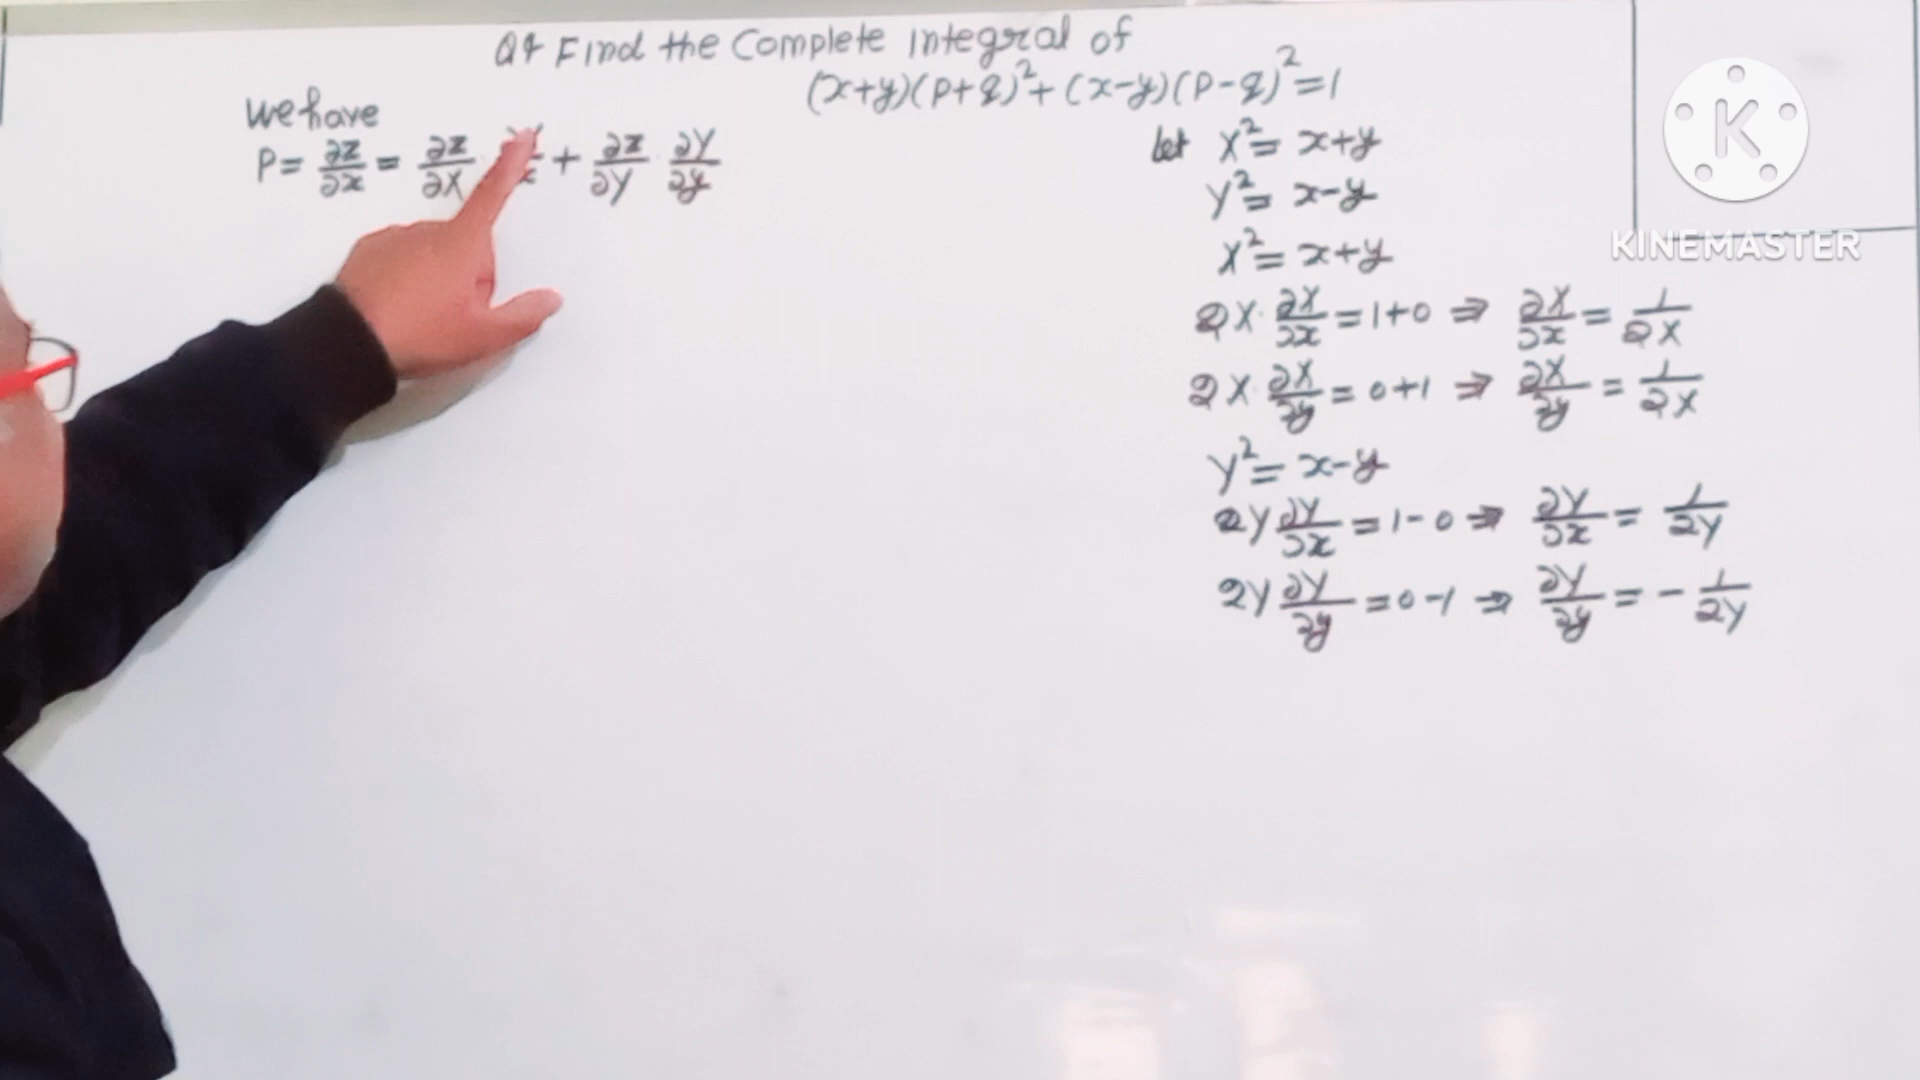 Q4 Find the Complete integral of
(x+y)(p+q)²+(x-y)(p-q)²=1
We have
P= ∂z/∂x = ∂z/∂X + ∂z/∂Y · ∂Y/∂y
let X²= x+y
Y²= x-y
X²= x+y
2X·∂X/∂x=1+0 ⇒ ∂X/∂x = 1/2X
2X·∂X/∂y=0+1 ⇒ ∂X/∂y = 1/2X
Y²= x-y
2Y ∂Y/∂x=1-0 ⇒ ∂Y/∂x = 1/2Y
2Y ∂Y/∂y=0-1 ⇒ ∂Y/∂y = - 1/2Y
K
KINEMASTER